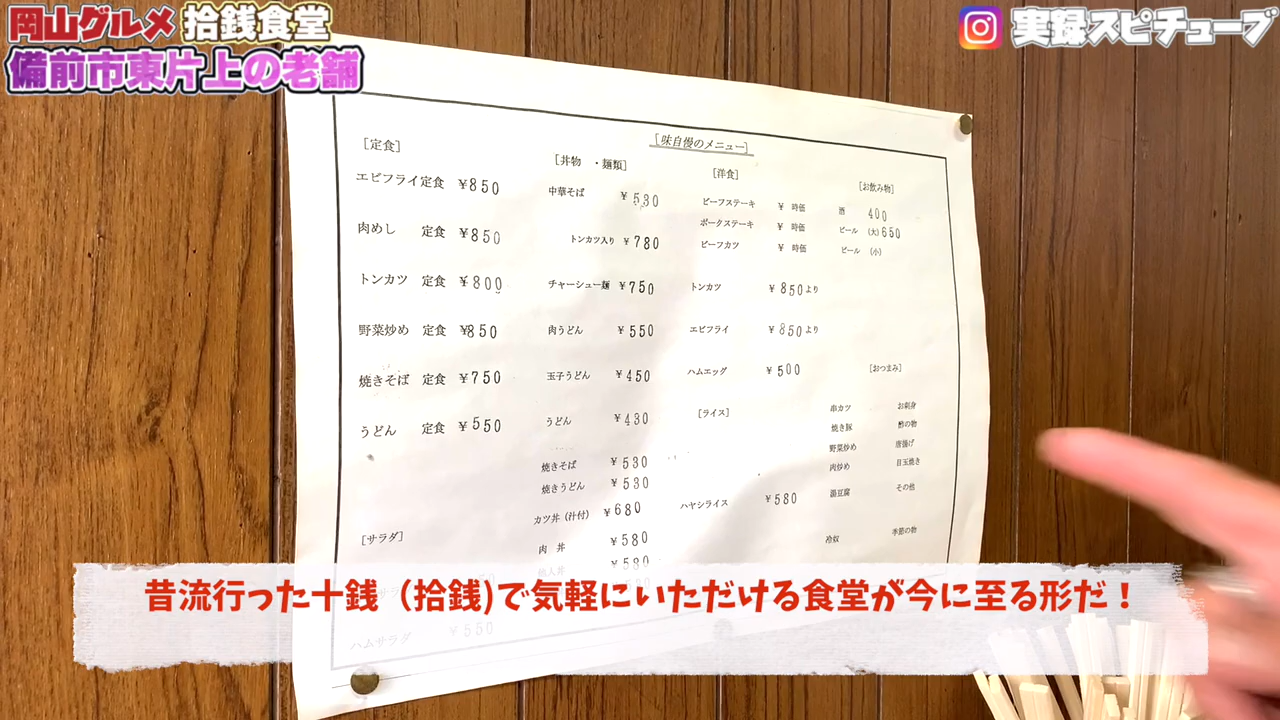 岡山グルメ 拾銭食堂
備前市東片上の老舗
実録スピチューブ
[味自慢のメニュー]
[定食]
エビフライ定食 ¥850
肉めし 定食 ¥850
トンカツ 定食 ¥800
野菜炒め 定食 ¥850
焼きそば 定食 ¥750
うどん 定食 ¥550
[サラダ]
ハムサラダ ¥550
[丼物 ・麺類]
中華そば ¥530
トンカツ入り ¥780
チャーシュー麺 ¥750
肉うどん ¥550
玉子うどん ¥450
うどん ¥430
焼きそば ¥530
焼きうどん ¥530
カツ丼(汁付) ¥680
肉 丼 ¥580
他人丼 ¥580
[洋食]
ビーフステーキ ¥ 時価
ポークステーキ ¥ 時価
ビーフカツ ¥ 時価
トンカツ ¥850より
エビフライ ¥850より
ハムエッグ ¥500
[ライス]
ハヤシライス ¥580
[お飲み物]
酒 400
ビール (大) 650
ビール (小)
[おつまみ]
串カツ お刺身
焼き豚 酢の物
野菜炒め 唐揚げ
肉炒め 目玉焼き
湯豆腐 その他
冷奴 季節の物
昔流行った十銭（拾銭)で気軽にいただける食堂が今に至る形だ！